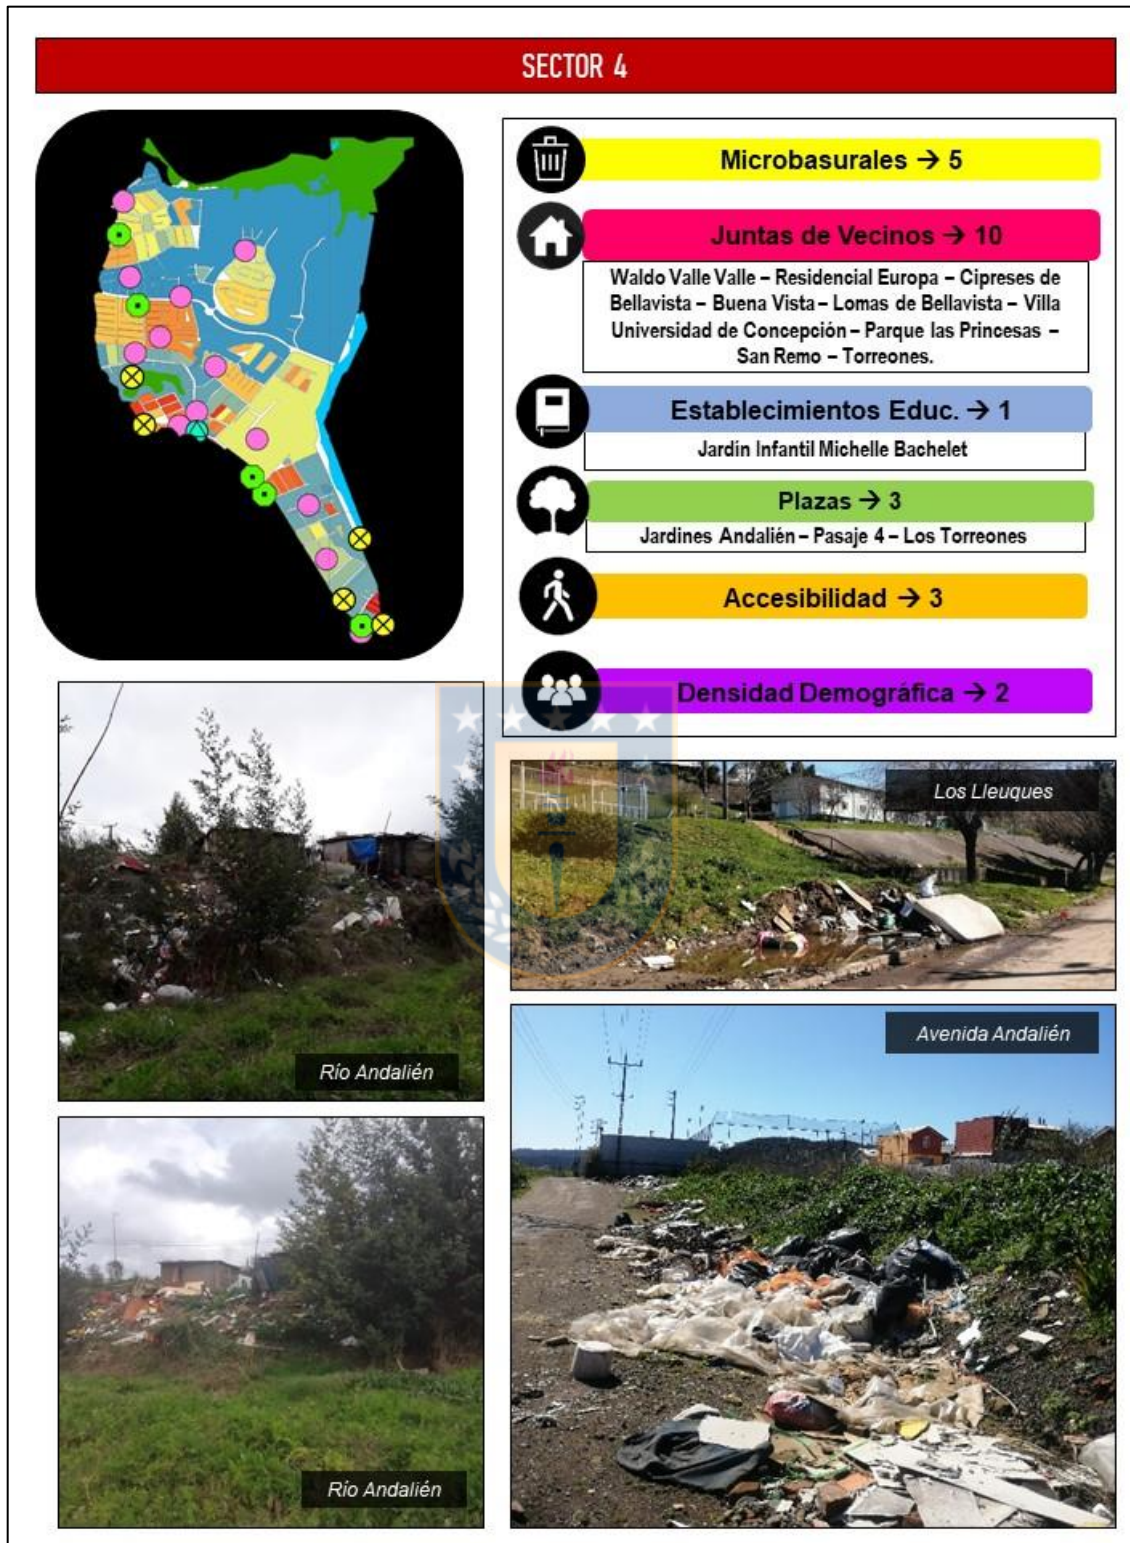 SECTOR 4
Microbasurales → 5
Juntas de Vecinos → 10
Waldo Valle Valle – Residencial Europa – Cipreses de
Bellavista – Buena Vista – Lomas de Bellavista – Villa
Universidad de Concepción – Parque las Princesas –
San Remo – Torreones.
Establecimientos Educ. → 1
Jardín Infantil Michelle Bachelet
Plazas → 3
Jardines Andalién – Pasaje 4 – Los Torreones
Accesibilidad → 3
Densidad Demográfica → 2
Río Andalién
Los Lleuques
Avenida Andalién
Río Andalién